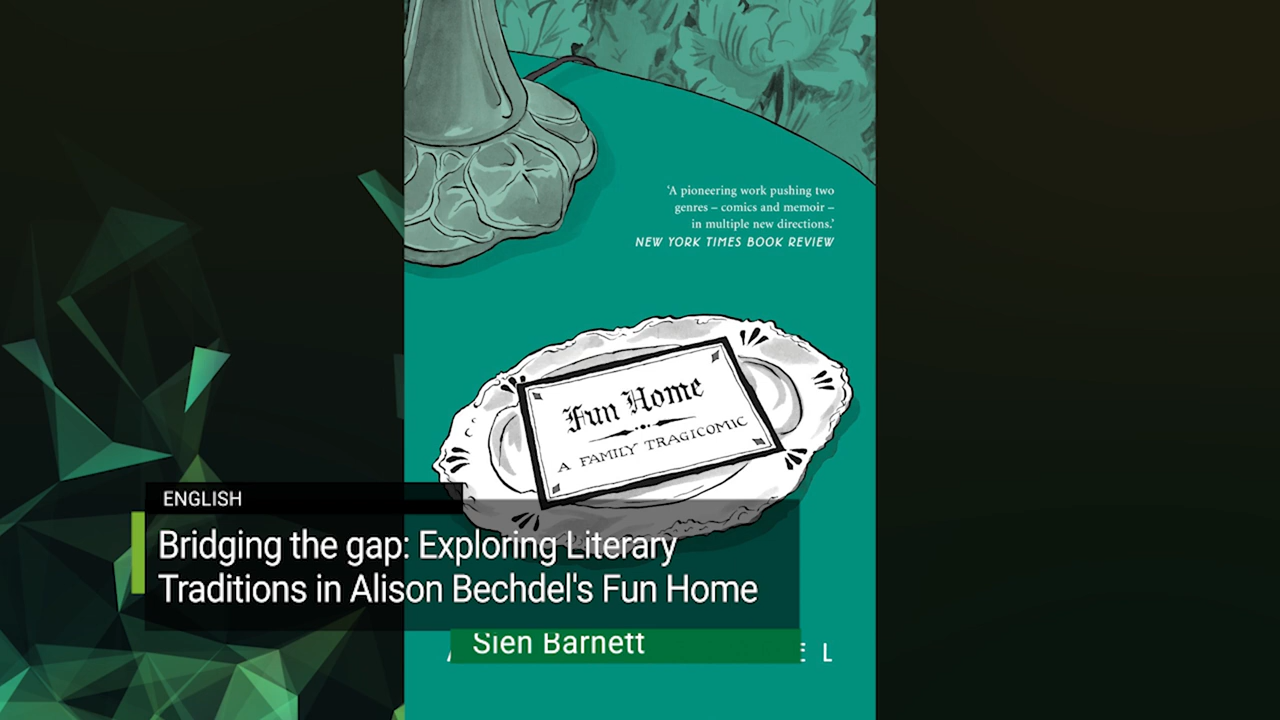 ‘A pioneering work pushing two
genres – comics and memoir –
in multiple new directions.’
NEW YORK TIMES BOOK REVIEW
Fun Home
A FAMILY TRAGICOMIC
ENGLISH
Bridging the gap: Exploring Literary
Traditions in Alison Bechdel's Fun Home
Sien Barnett